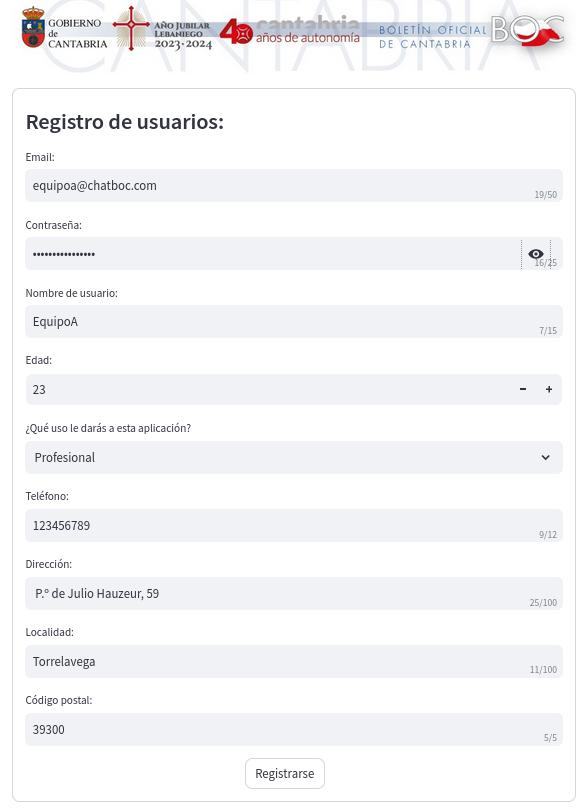 CANTABRIA
GOBIERNO
de
CANTABRIA
AÑO JUBILAR
LEBANIEGO
2023-2024
40 cantabria
años de autonomía
BOLETÍN OFICIAL
DE CANTABRIA
BOC
Registro de usuarios:
Email:
equipoa@chatboc.com
19/50
Contraseña:
••••••••••••••••
16/25
Nombre de usuario:
EquipoA
7/15
Edad:
23
− +
¿Qué uso le darás a esta aplicación?
Profesional
Teléfono:
123456789
9/12
Dirección:
P.º de Julio Hauzeur, 59
25/100
Localidad:
Torrelavega
11/100
Código postal:
39300
5/5
Registrarse